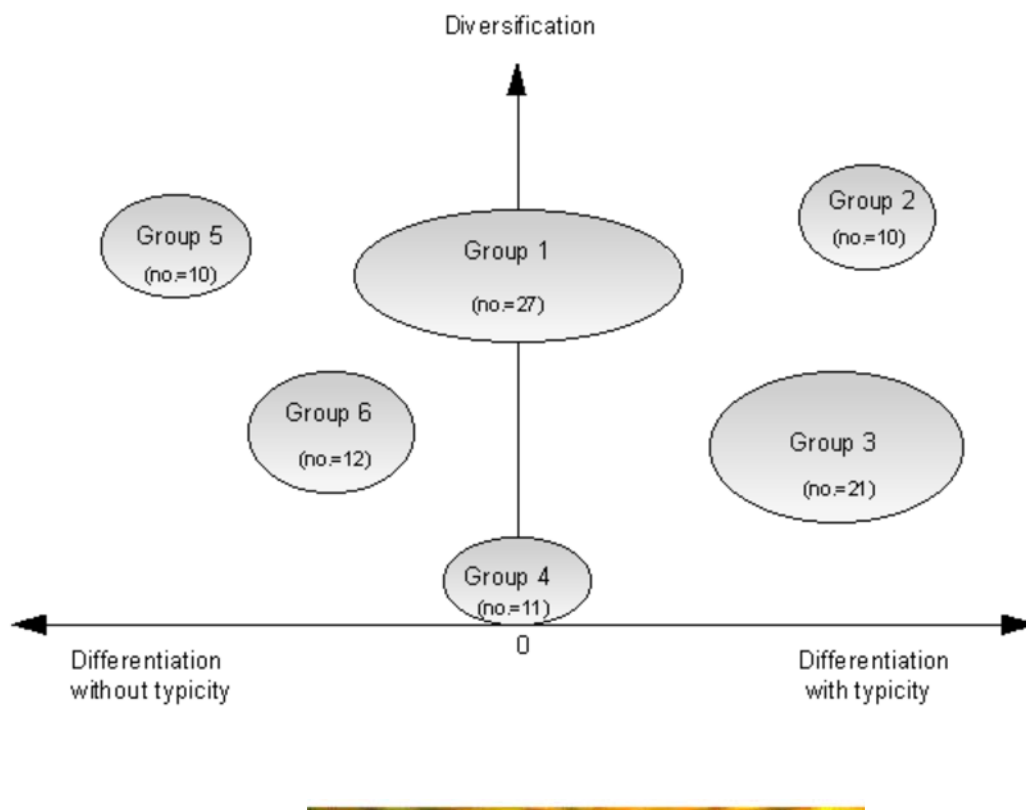 Diversification
Group 2
(no.=10)
Group 5
(no.=10)
Group 1
(no.=27)
Group 6
(no.=12)
Group 3
(no.=21)
Group 4
(no.=11)
0
Differentiation
without typicity
Differentiation
with typicity